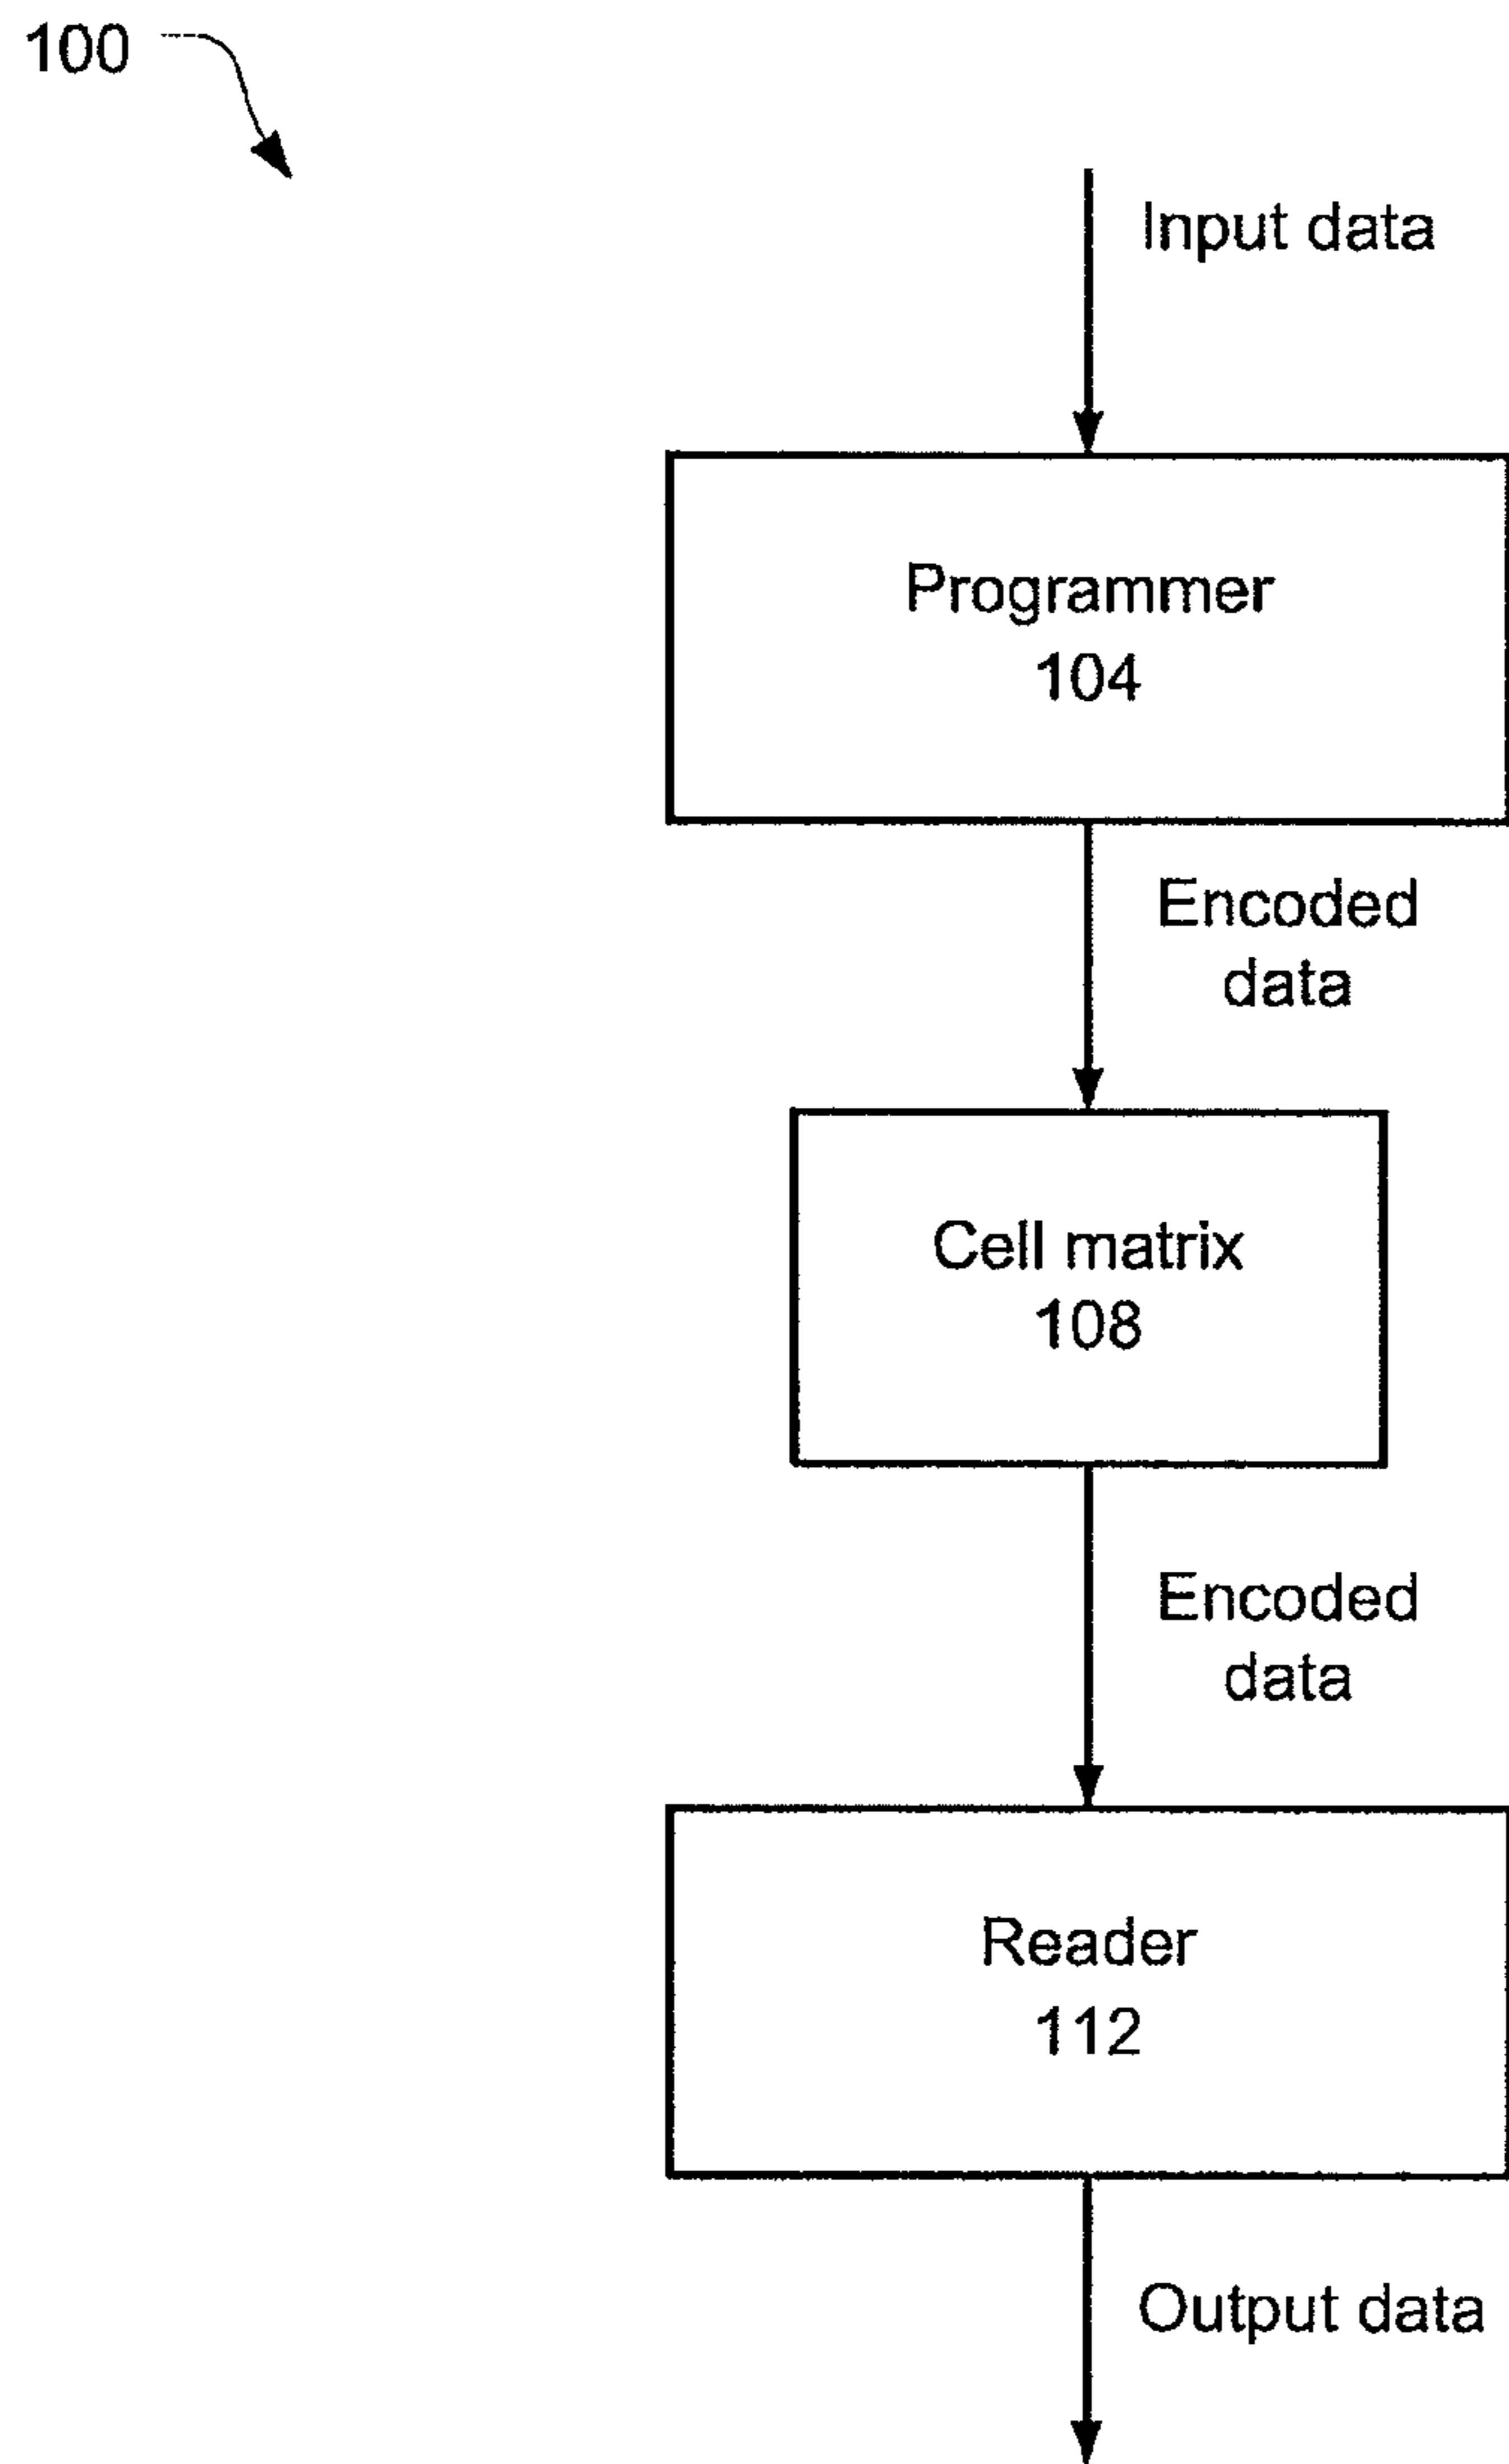 100
Input data
Programmer
104
Encoded
data
Cell matrix
108
Encoded
data
Reader
112
Output data